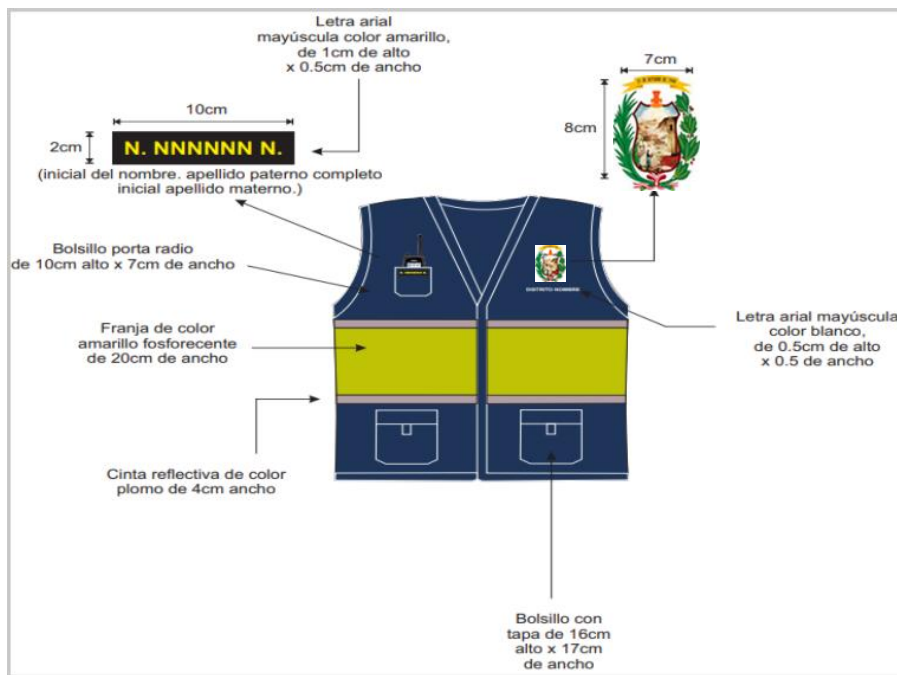 Letra arial
mayúscula color amarillo,
de 1cm de alto
x 0.5cm de ancho
10cm
2cm
N. NNNNNN N.
(inicial del nombre. apellido paterno completo
inicial apellido materno.)
7cm
8cm
Bolsillo porta radio
de 10cm alto x 7cm de ancho
DISTRITO NOMBRE
Franja de color
amarillo fosforecente
de 20cm de ancho
Letra arial mayúscula
color blanco,
de 0.5cm de alto
x 0.5 de ancho
Cinta reflectiva de color
plomo de 4cm ancho
Bolsillo con
tapa de 16cm
alto x 17cm
de ancho